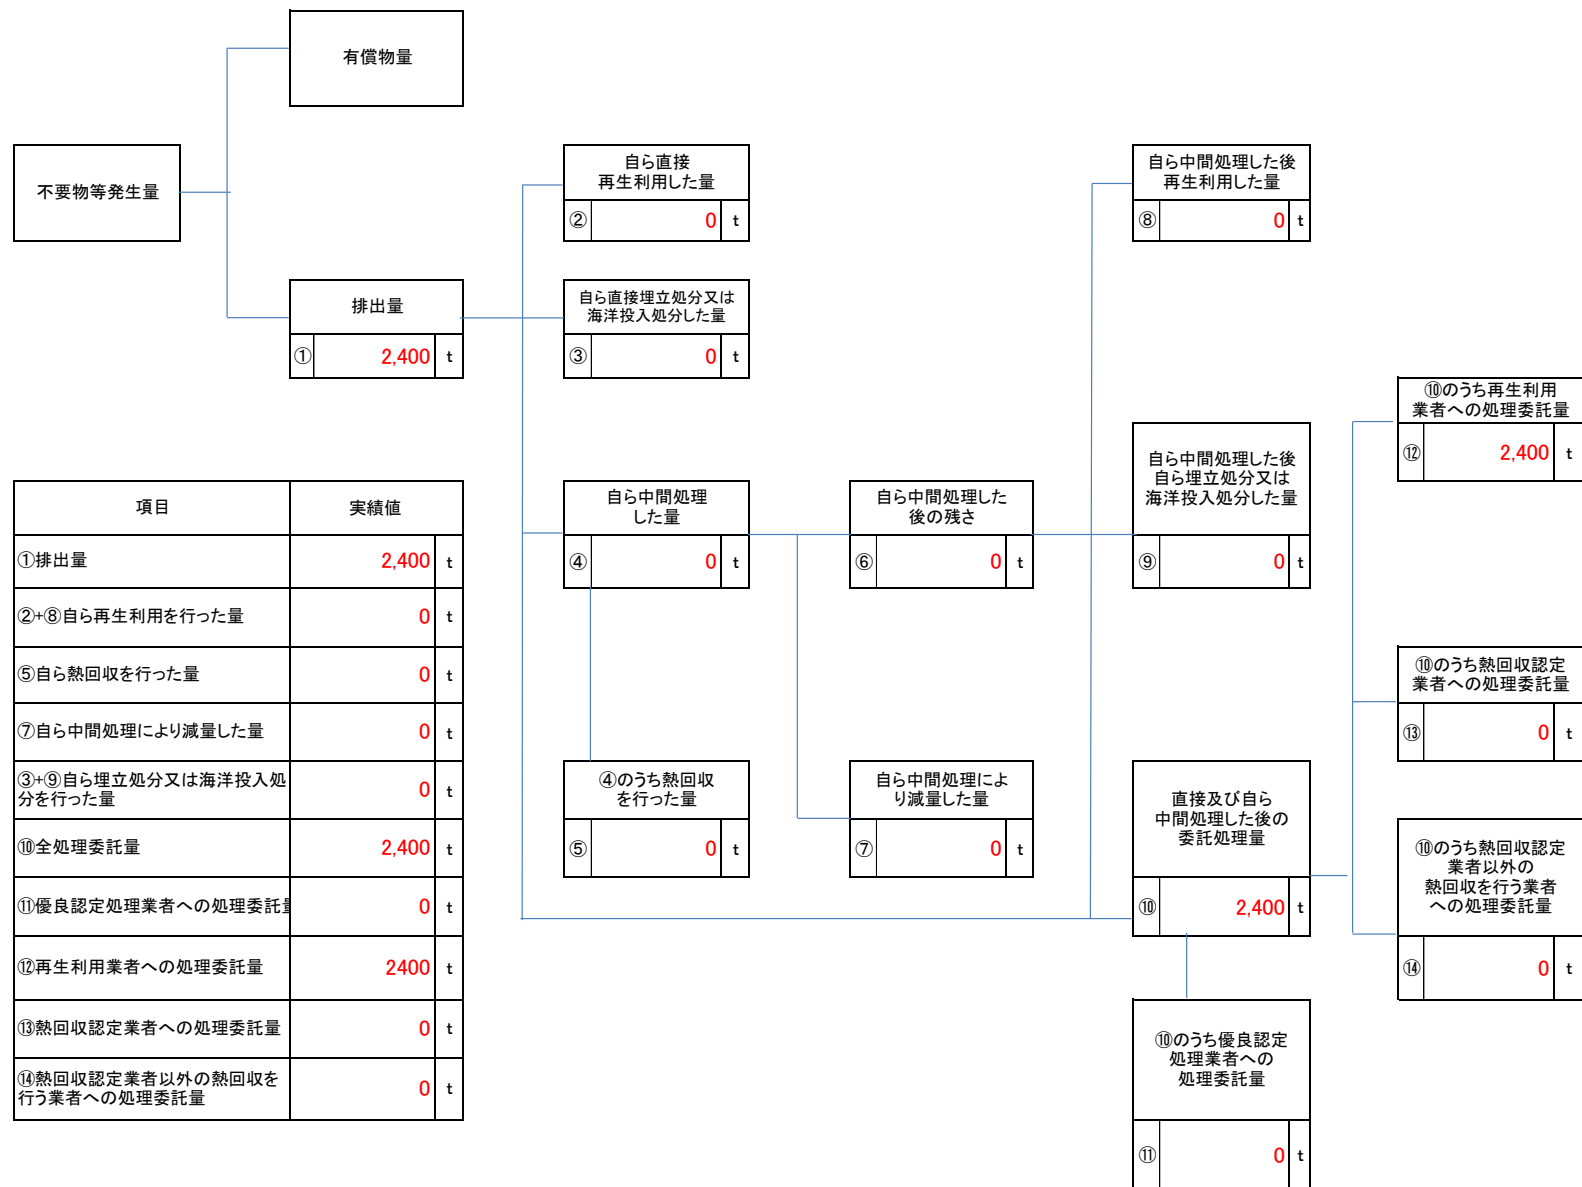 有償物量
不要物等発生量
排出量
① 2,400 t
自ら直接
再生利用した量
② 0 t
自ら直接埋立処分又は
海洋投入処分した量
③ 0 t
自ら中間処理
した量
④ 0 t
④のうち熱回収
を行った量
⑤ 0 t
自ら中間処理した
後の残さ
⑥ 0 t
自ら中間処理によ
り減量した量
⑦ 0 t
自ら中間処理した後
再生利用した量
⑧ 0 t
自ら中間処理した後
自ら埋立処分又は
海洋投入処分した量
⑨ 0 t
直接及び自ら
中間処理した後の
委託処理量
⑩ 2,400 t
⑩のうち優良認定
処理業者への
処理委託量
⑪ 0 t
⑩のうち再生利用
業者への処理委託量
⑫ 2,400 t
⑩のうち熱回収認定
業者への処理委託量
⑬ 0 t
⑩のうち熱回収認定
業者以外の
熱回収を行う業者
への処理委託量
⑭ 0 t
項目 実績値
①排出量 2,400 t
②+⑧自ら再生利用を行った量 0 t
⑤自ら熱回収を行った量 0 t
⑦自ら中間処理により減量した量 0 t
③+⑨自ら埋立処分又は海洋投入処
分を行った量 0 t
⑩全処理委託量 2,400 t
⑪優良認定処理業者への処理委託 0 t
⑫再生利用業者への処理委託量 2400 t
⑬熱回収認定業者への処理委託量 0 t
⑭熱回収認定業者以外の熱回収を
行う業者への処理委託量 0 t